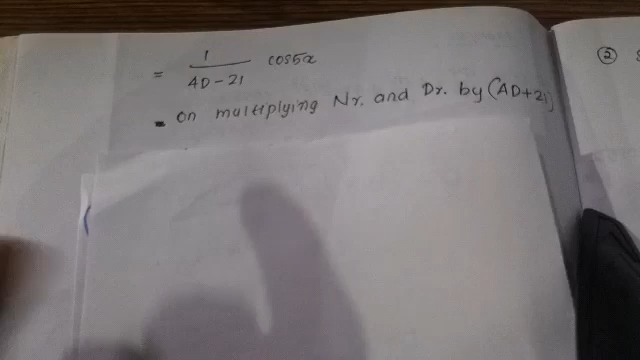 = 1 / 4D-21 cos5x
= on multiplying Nr. and Dr. by (4D+21)
②